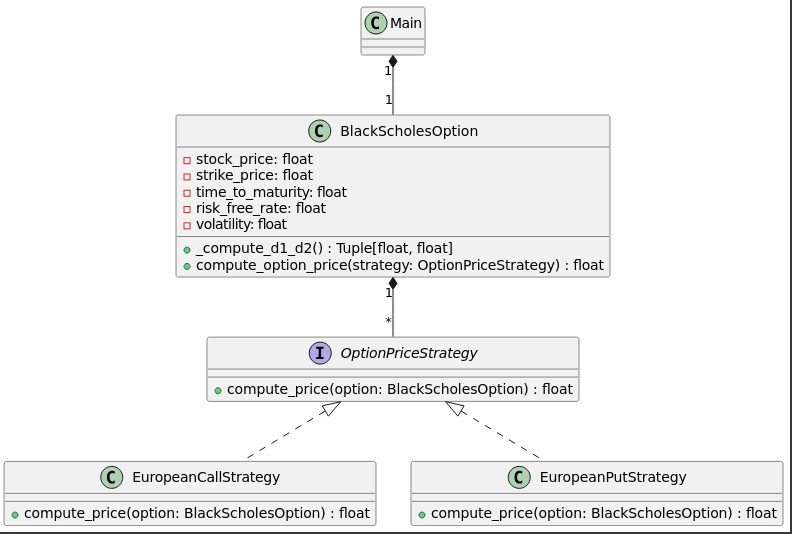 C Main
1
1
C BlackScholesOption
stock_price: float
strike_price: float
time_to_maturity: float
risk_free_rate: float
volatility: float
_compute_d1_d2() : Tuple[float, float]
compute_option_price(strategy: OptionPriceStrategy) : float
1
*
I OptionPriceStrategy
compute_price(option: BlackScholesOption) : float
C EuropeanCallStrategy
compute_price(option: BlackScholesOption) : float
C EuropeanPutStrategy
compute_price(option: BlackScholesOption) : float